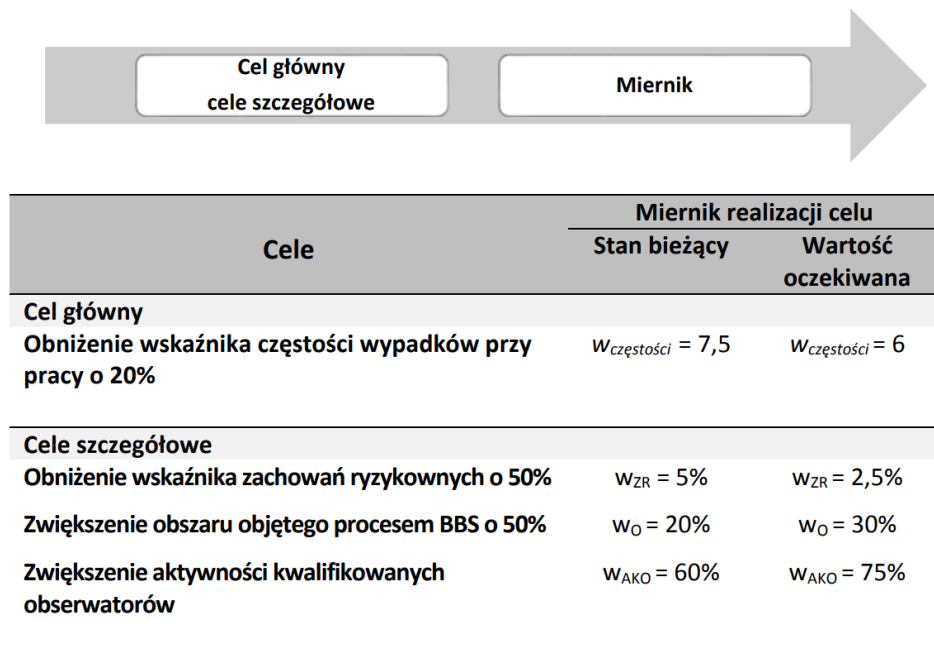 Cel główny
cele szczegółowe
Miernik
Cele
Miernik realizacji celu
Stan bieżący
Wartość
oczekiwana
Cel główny
Obniżenie wskaźnika częstości wypadków przy
pracy o 20%
w częstości = 7,5
w częstości = 6
Cele szczegółowe
Obniżenie wskaźnika zachowań ryzykownych o 50%
wZR = 5%
wZR = 2,5%
Zwiększenie obszaru objętego procesem BBS o 50%
wO = 20%
wO = 30%
Zwiększenie aktywności kwalifikowanych
obserwatorów
wAKO = 60%
wAKO = 75%